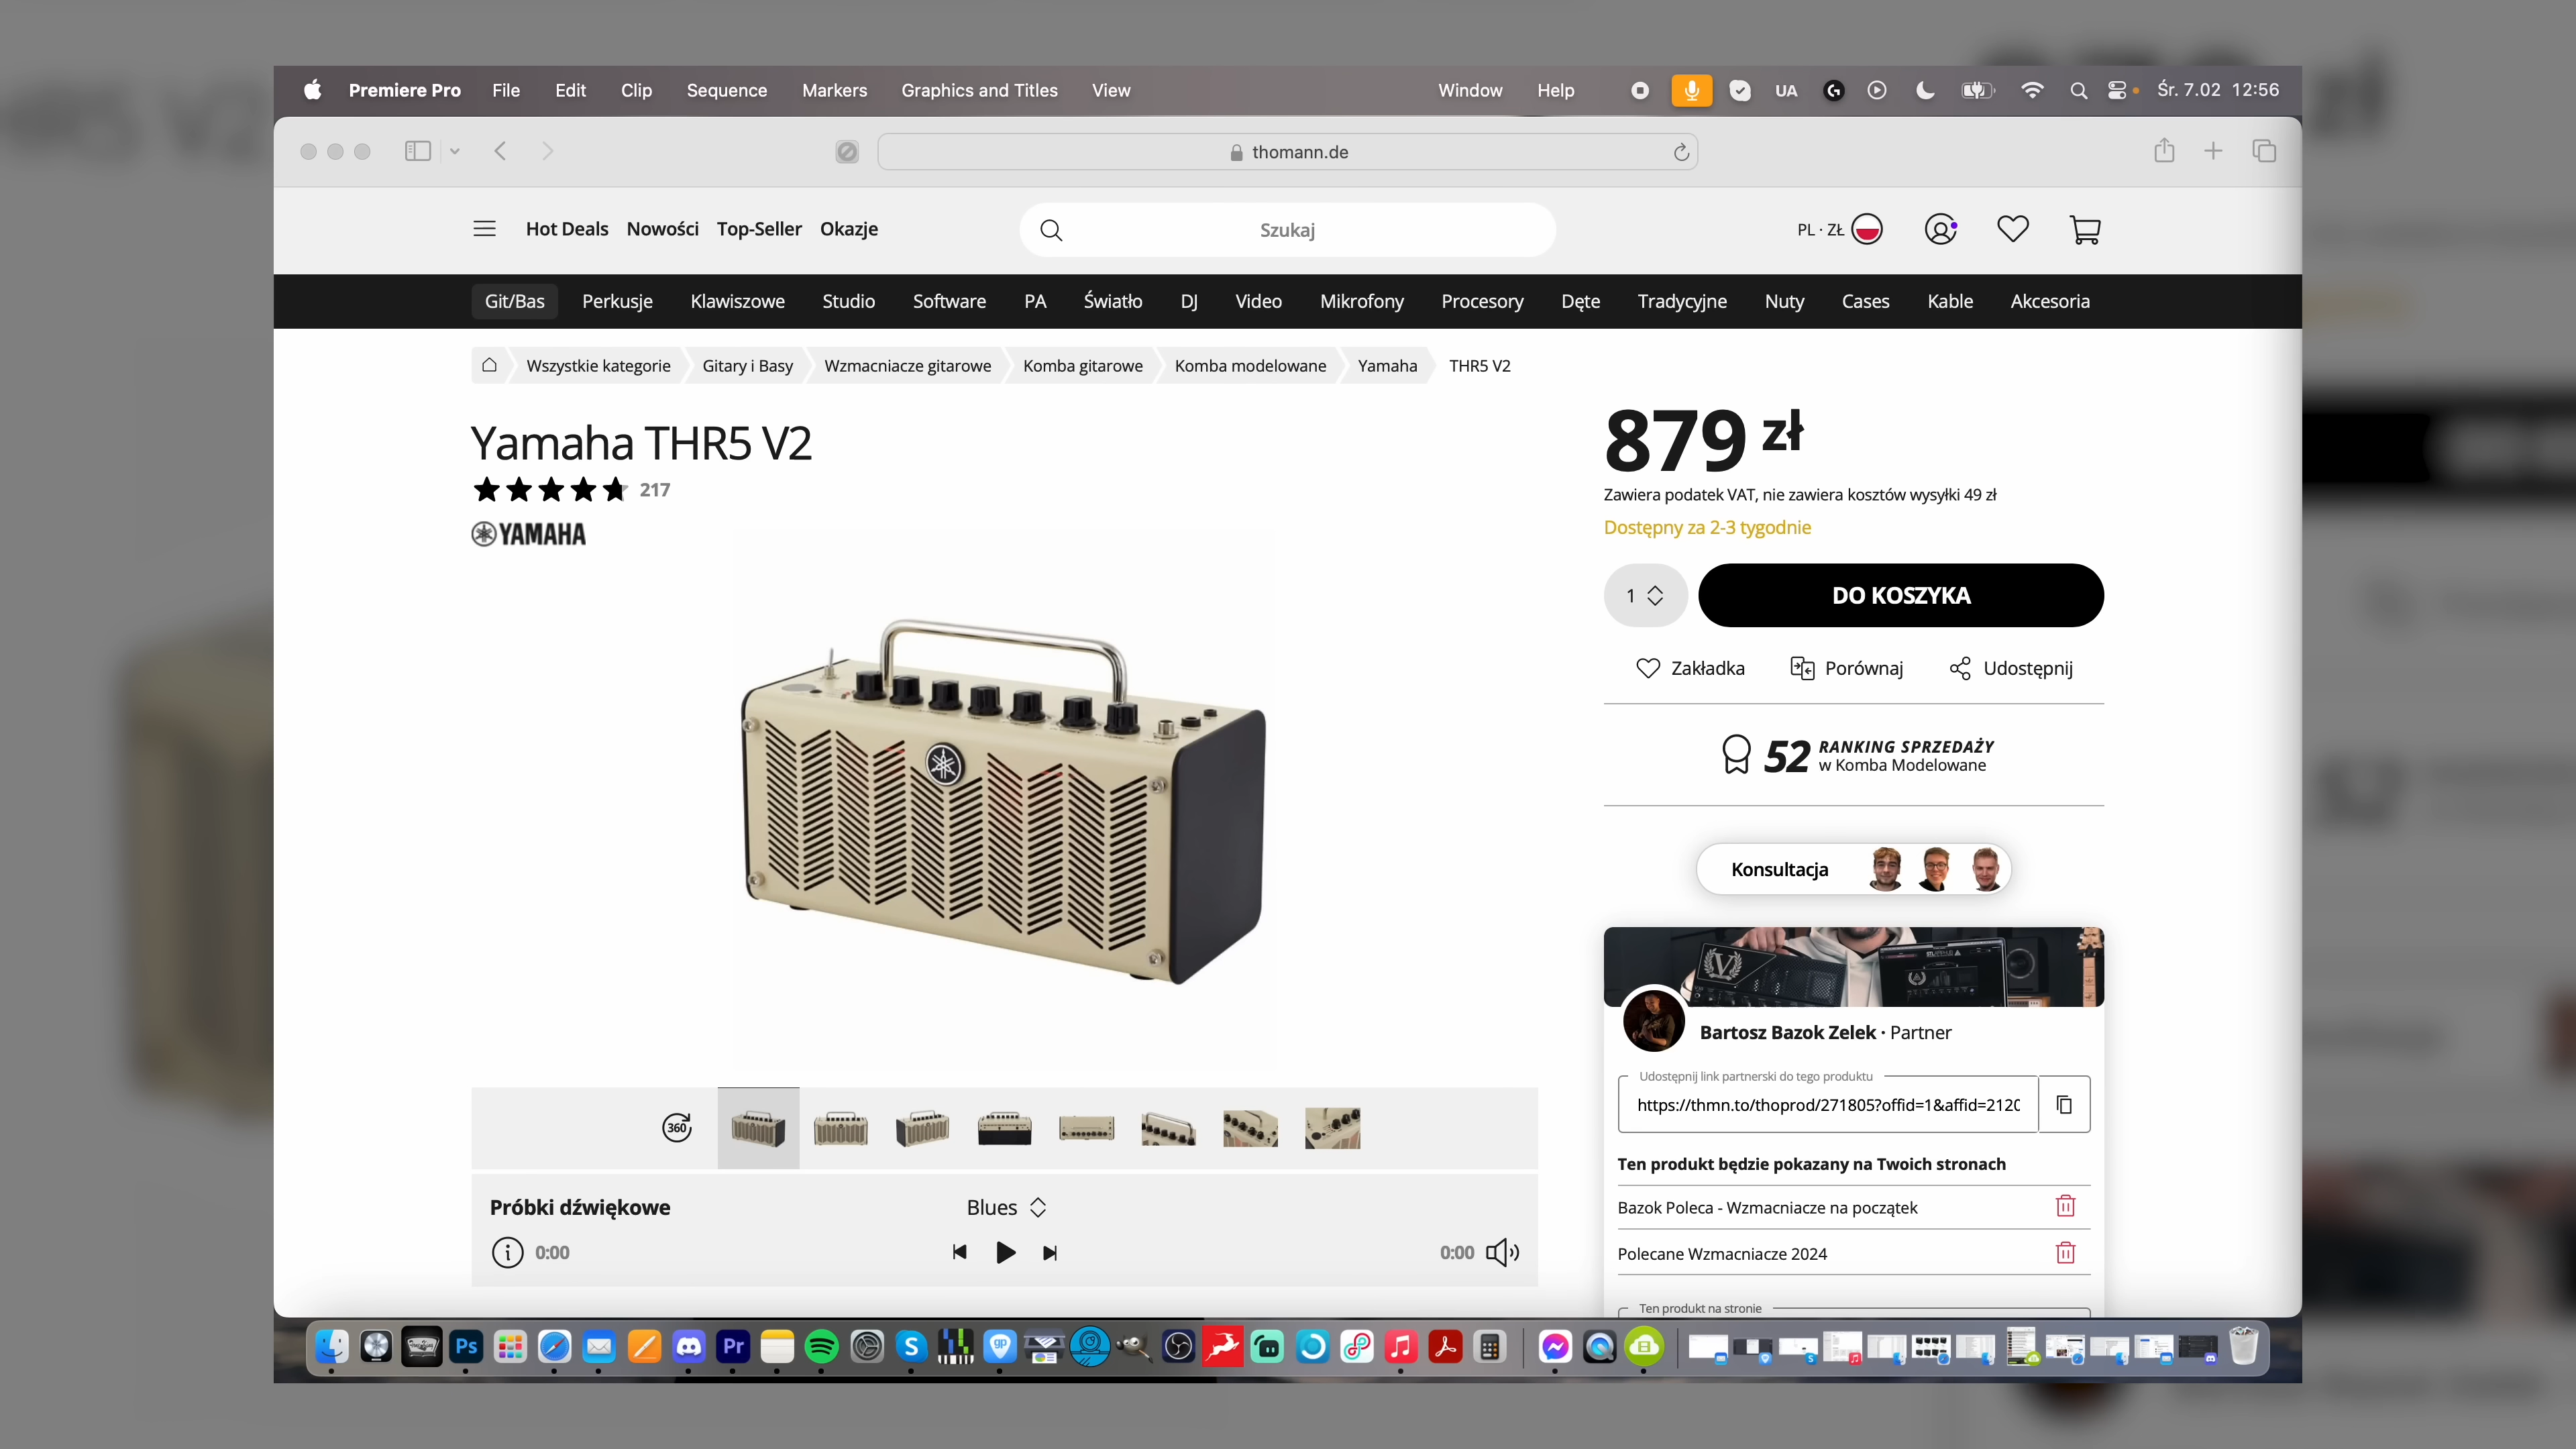 Premiere Pro File Edit Clip Sequence Markers Graphics and Titles View Window Help UA Śr. 7.02 12:56
thomann.de
Hot Deals Nowości Top-Seller Okazje Szukaj PL · ZŁ
Git/Bas Perkusje Klawiszowe Studio Software PA Światło DJ Video Mikrofony Procesory Dęte Tradycyjne Nuty Cases Kable Akcesoria
Wszystkie kategorie Gitary i Basy Wzmacniacze gitarowe Komba gitarowe Komba modelowane Yamaha THR5 V2
Yamaha THR5 V2
217
YAMAHA
360
Próbki dźwiękowe Blues
0:00 0:00
879 zł
Zawiera podatek VAT, nie zawiera kosztów wysyłki 49 zł
Dostępny za 2-3 tygodnie
1 DO KOSZYKA
Zakładka Porównaj Udostępnij
52 RANKING SPRZEDAŻY
w Komba Modelowane
Konsultacja
Bartosz Bazok Zelek · Partner
Udostępnij link partnerski do tego produktu
https://thmn.to/thoprod/271805?offid=1&affid=212
Ten produkt będzie pokazany na Twoich stronach
Bazok Poleca - Wzmacniacze na początek
Polecane Wzmacniacze 2024
Ten produkt na stronie
Ps Pr S gp